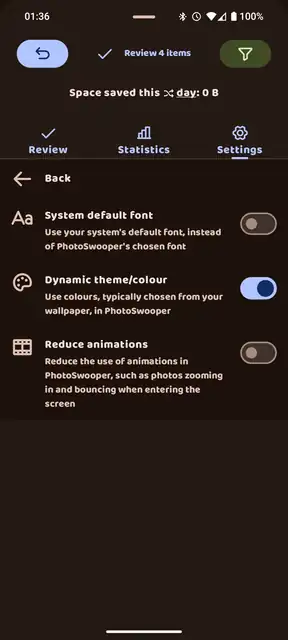 01:36
100%
Review 4 items
Space saved this day: 0 B
Review
Statistics
Settings
Back
Aa
System default font
Use your system's default font, instead
of PhotoSwooper's chosen font
Dynamic theme/colour
Use colours, typically chosen from your
wallpaper, in PhotoSwooper
Reduce animations
Reduce the use of animations in
PhotoSwooper, such as photos zooming
in and bouncing when entering the
screen